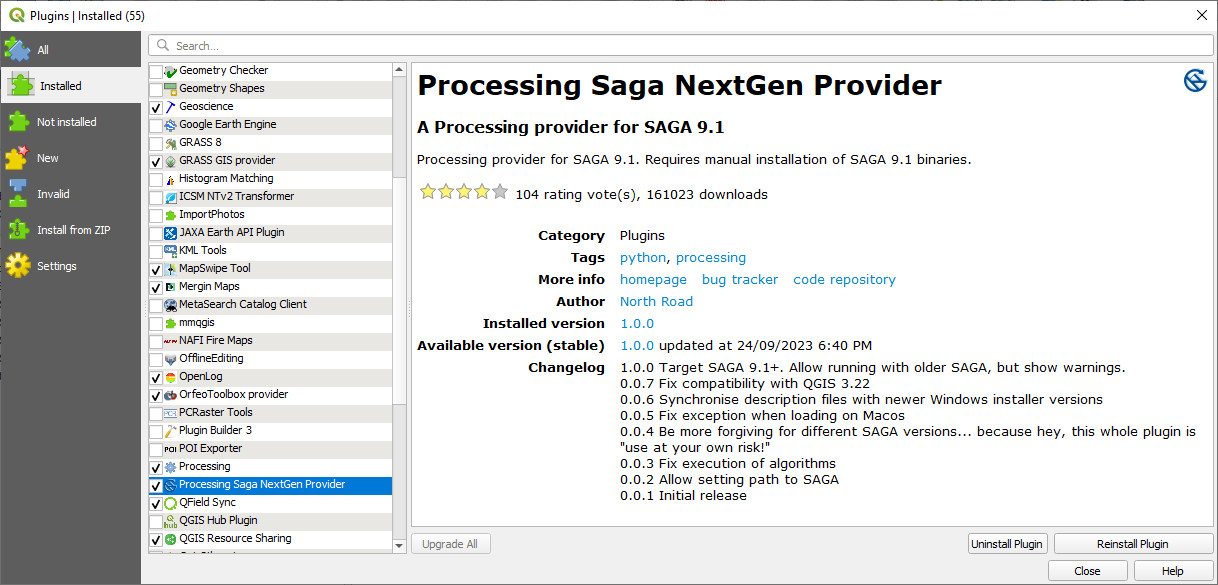 Plugins | Installed (55)
All
Installed
Not installed
New
Invalid
Install from ZIP
Settings
Search...
Geometry Checker
Geometry Shapes
Geoscience
Google Earth Engine
GRASS 8
GRASS GIS provider
Histogram Matching
ICSM NTv2 Transformer
ImportPhotos
JAXA Earth API Plugin
KML Tools
MapSwipe Tool
Mergin Maps
MetaSearch Catalog Client
mmqgis
NAFI Fire Maps
OfflineEditing
OpenLog
OrfeoToolbox provider
PCRaster Tools
Plugin Builder 3
POI Exporter
Processing
Processing Saga NextGen Provider
QField Sync
QGIS Hub Plugin
QGIS Resource Sharing
Processing Saga NextGen Provider
A Processing provider for SAGA 9.1
Processing provider for SAGA 9.1. Requires manual installation of SAGA 9.1 binaries.
104 rating vote(s), 161023 downloads
Category Plugins
Tags python, processing
More info homepage bug tracker code repository
Author North Road
Installed version 1.0.0
Available version (stable) 1.0.0 updated at 24/09/2023 6:40 PM
Changelog 1.0.0 Target SAGA 9.1+. Allow running with older SAGA, but show warnings.
0.0.7 Fix compatibility with QGIS 3.22
0.0.6 Synchronise description files with newer Windows installer versions
0.0.5 Fix exception when loading on Macos
0.0.4 Be more forgiving for different SAGA versions... because hey, this whole plugin is
"use at your own risk!"
0.0.3 Fix execution of algorithms
0.0.2 Allow setting path to SAGA
0.0.1 Initial release
Upgrade All
Uninstall Plugin
Reinstall Plugin
Close
Help